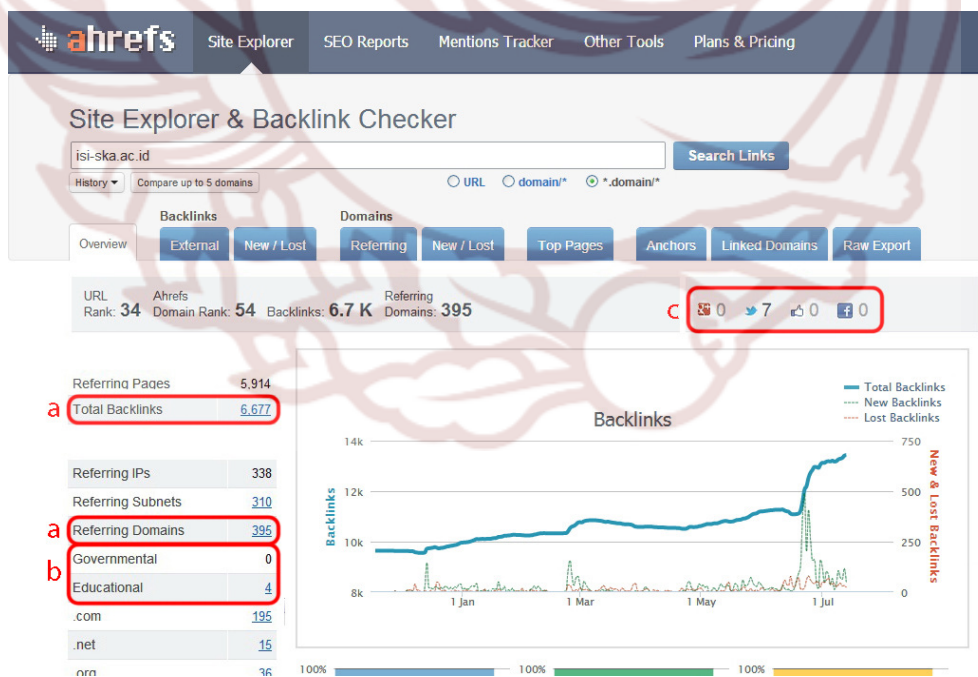 ahrefs Site Explorer SEO Reports Mentions Tracker Other Tools Plans & Pricing
Site Explorer & Backlink Checker
isi-ska.ac.id Search Links
History Compare up to 5 domains URL domain/* *.domain/*
Backlinks Domains
Overview External New / Lost Referring New / Lost Top Pages Anchors Linked Domains Raw Export
URL Rank: 34 Ahrefs Domain Rank: 54 Backlinks: 6.7 K Referring Domains: 395 c 0 7 0 0
Referring Pages 5,914
a Total Backlinks 6,677
Referring IPs 338
Referring Subnets 310
a Referring Domains 395
b Governmental 0
Educational 4
.com 195
.net 15
.org 36
Backlinks
Total Backlinks
New Backlinks
Lost Backlinks
14k 750
12k 500
10k 250
8k 0
Backlinks
New & Lost Backlinks
1 Jan 1 Mar 1 May 1 Jul
100% 100% 100%